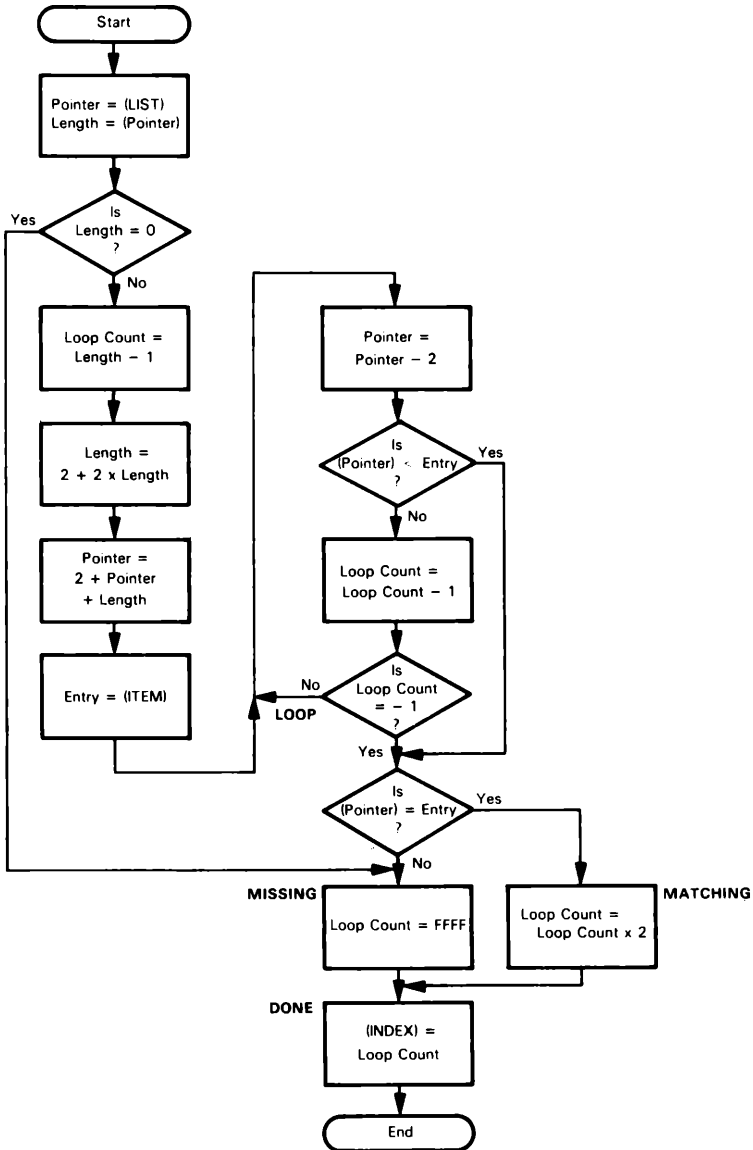 Start
Pointer = (LIST)
Length = (Pointer)
Is
Length = 0
?
Yes
No
Loop Count =
Length - 1
Length =
2 + 2 x Length
Pointer =
2 + Pointer
+ Length
Entry = (ITEM)
Pointer =
Pointer - 2
Is
(Pointer) < Entry
?
Yes
No
Loop Count =
Loop Count - 1
Is
Loop Count
= - 1
?
No
LOOP
Yes
Is
(Pointer) = Entry
?
Yes
No
MISSING
Loop Count = FFFF
MATCHING
Loop Count =
Loop Count x 2
DONE
(INDEX) =
Loop Count
End